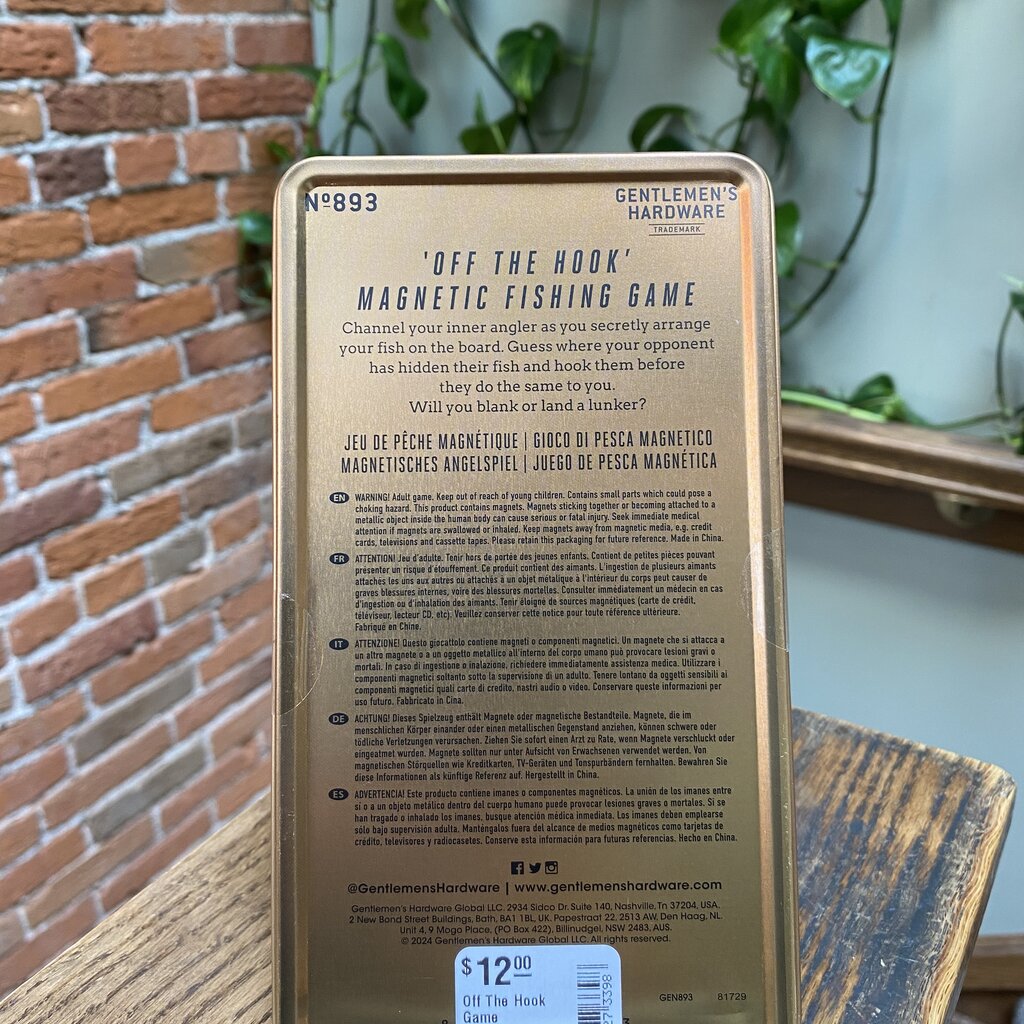 Nº893
GENTLEMEN'S
HARDWARE
TRADEMARK
'OFF THE HOOK'
MAGNETIC FISHING GAME
Channel your inner angler as you secretly arrange
your fish on the board. Guess where your opponent
has hidden their fish and hook them before
they do the same to you.
Will you blank or land a lunker?
JEU DE PÊCHE MAGNÉTIQUE | GIOCO DI PESCA MAGNETICO
MAGNETISCHES ANGELSPIEL | JUEGO DE PESCA MAGNÉTICA
EN WARNING! Adult game. Keep out of reach of young children. Contains small parts which could pose a
choking hazard. This product contains magnets. Magnets sticking together or becoming attached to a
metallic object inside the human body can cause serious or fatal injury. Seek immediate medical
attention if magnets are swallowed or inhaled. Keep magnets away from magnetic media, e.g. credit
cards, televisions and cassette tapes. Please retain this packaging for future reference. Made in China.
FR ATTENTION! Jeu d'adulte. Tenir hors de portée des jeunes enfants. Contient de petites pièces pouvant
présenter un risque d'étouffement. Ce produit contient des aimants. L'ingestion de plusieurs aimants
attachés les uns aux autres ou attachés à un objet métalique à l'intérieur du corps peut causer de
graves blessures internes, voire des blessures mortelles. Consulter immediatement un médecin en cas
d'ingestion ou d'inhalation des aimants. Tenir éloigné de sources magnétiques (carte de crédit,
téléviseur, lecteur CD, etc). Veuillez conserver cette notice pour toute référence ultérieure.
Fabriqué en Chine.
IT ATTENZIONE! Questo giocattolo contiene magneti o componenti magnetici. Un magnete che si attacca a
un altro magnete o a un oggetto metallico all'interno del corpo umano può provocare lesioni gravi o
mortali. In caso di ingestione o inalazione, richiedere immediatamente assistenza medica. Utilizzare i
componenti magnetici soltanto sotto la supervisione di un adulto. Tenere lontano da oggetti sensibili ai
componenti magnetici quali carte di credito, nastri audio o video. Conservare queste informazioni per
uso futuro. Fabbricato in Cina.
DE ACHTUNG! Dieses Spielzeug enthält Magnete oder magnetische Bestandteile. Magnete, die im
menschlichen Körper einander oder einen metallischen Gegenstand anziehen, können schwere oder
tödliche Verletzungen verursachen. Ziehen Sie sofort einen Arzt zu Rate, wenn Magnete verschluckt oder
eingeatmet wurden. Magnete sollten nur unter Aufsicht von Erwachsenen verwendet werden. Von
magnetischen Störquellen wie Kreditkarten, TV-Geräten und Tonspurbändern fernhalten. Bewahren Sie
diese Informationen als künftige Referenz auf. Hergestellt in China.
ES ADVERTENCIA! Este producto contiene imanes o componentes magnéticos. La unión de los imanes entre
sí o a un objeto metálico dentro del cuerpo humano puede provocar lesiones graves o mortales. Si se
han tragado o inhalado los imanes, busque atención médica inmediata. Los imanes deben emplearse
sólo bajo supervisión adulta. Manténgalos fuera del alcance de medios magnéticos como tarjetas de
crédito, televisores y radiocasetes. Conserve esta información para futuras referencias. Hecho en China.
@GentlemensHardware | www.gentlemenshardware.com
Gentlemen's Hardware Global LLC. 2934 Sidco Dr. Suite 140, Nashville, Tn 37204, USA.
2 New Bond Street Buildings, Bath, BA1 1BL, UK. Papestraat 22, 2513 AW, Den Haag, NL.
Unit 4, 9 Mogo Place, (PO Box 422), Billinudgel, NSW 2483, AUS.
© 2024 Gentlemen's Hardware Global LLC. All rights reserved.
$12.00
Off The Hook
Game
GEN893 81729